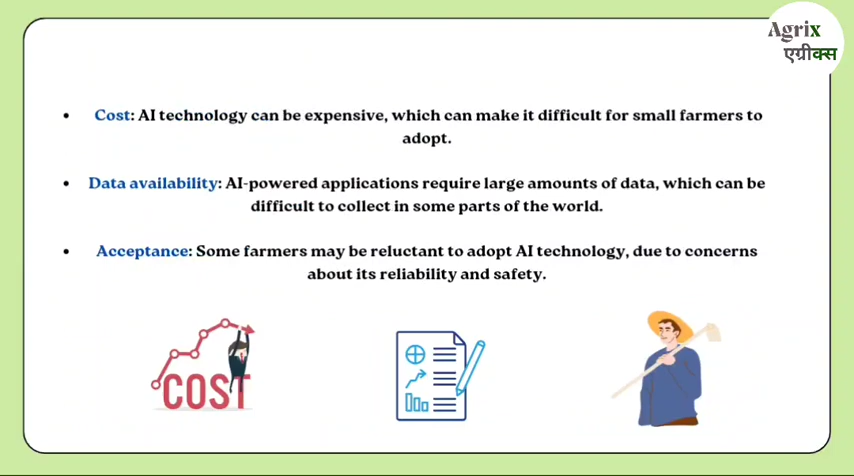 Agrix
एग्रीक्स
• Cost: AI technology can be expensive, which can make it difficult for small farmers to
adopt.
• Data availability: AI-powered applications require large amounts of data, which can be
difficult to collect in some parts of the world.
• Acceptance: Some farmers may be reluctant to adopt AI technology, due to concerns
about its reliability and safety.
COST